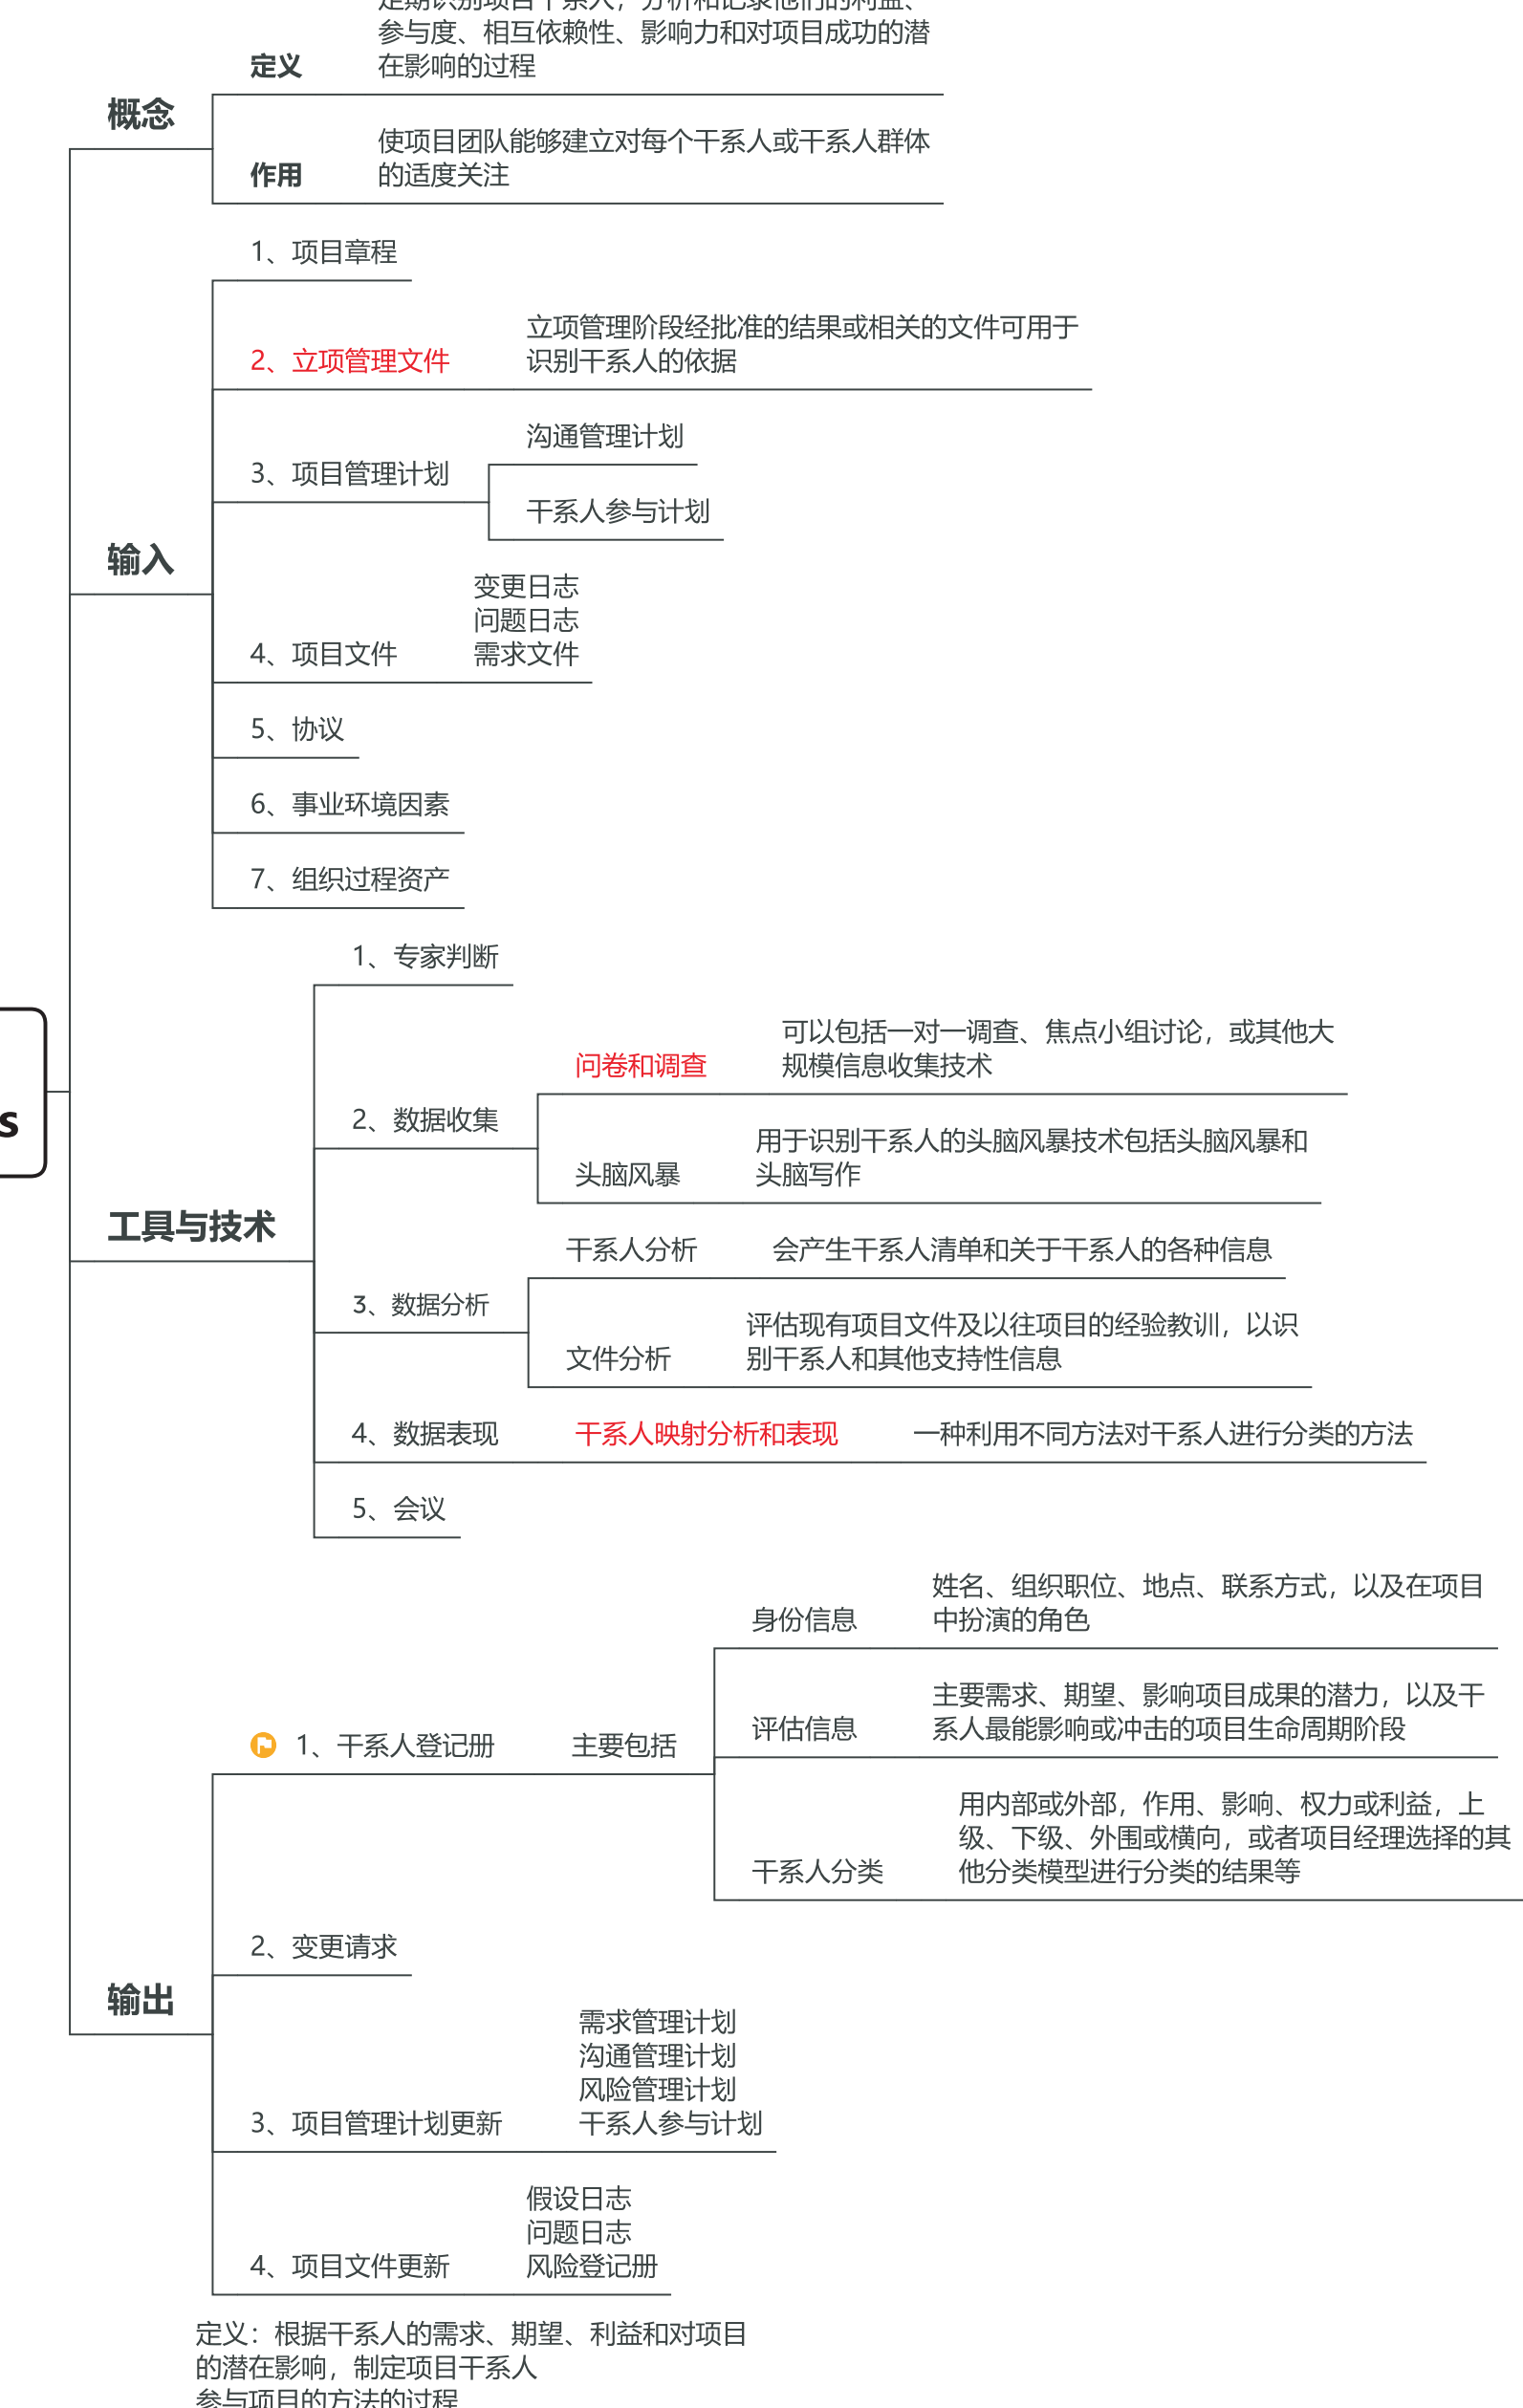 定期识别项目干系人，分析和记录他们的利益、
参与度、相互依赖性、影响力和对项目成功的潜
定义
在影响的过程
概念
使项目团队能够建立对每个干系人或干系人群体
作用
的适度关注
1、项目章程
立项管理阶段经批准的结果或相关的文件可用于
2、立项管理文件
识别干系人的依据
沟通管理计划
3、项目管理计划
干系人参与计划
输入
变更日志
问题日志
4、项目文件
需求文件
5、协议
6、事业环境因素
7、组织过程资产
1、专家判断
可以包括一对一调查、焦点小组讨论，或其他大
问卷和调查
规模信息收集技术
2、数据收集
s
用于识别干系人的头脑风暴技术包括头脑风暴和
头脑风暴
头脑写作
工具与技术
干系人分析
会产生干系人清单和关于干系人的各种信息
3、数据分析
评估现有项目文件及以往项目的经验教训，以识
文件分析
别干系人和其他支持性信息
4、数据表现
干系人映射分析和表现
一种利用不同方法对干系人进行分类的方法
5、会议
姓名、组织职位、地点、联系方式，以及在项目
身份信息
中扮演的角色
主要需求、期望、影响项目成果的潜力，以及干
评估信息
系人最能影响或冲击的项目生命周期阶段
1、干系人登记册
主要包括
用内部或外部，作用、影响、权力或利益，上
级、下级、外围或横向，或者项目经理选择的其
干系人分类
他分类模型进行分类的结果等
2、变更请求
输出
需求管理计划
沟通管理计划
风险管理计划
3、项目管理计划更新
干系人参与计划
假设日志
问题日志
4、项目文件更新
风险登记册
定义：根据干系人的需求、期望、利益和对项目
的潜在影响，制定项目干系人
参与项目的方法的过程